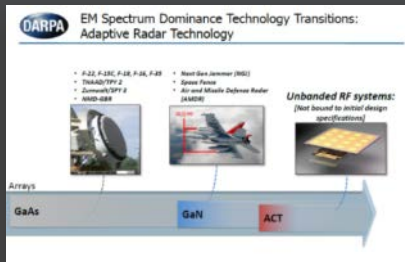 DARPA
EM Spectrum Dominance Technology Transitions:
Adaptive Radar Technology
• F-22, F-15C, F-18, F-16, F-35
• THAAD/TPY 2
• Zumwalt/SPY 3
• NMD-GBR
• Next Gen Jammer (NGJ)
• Space Fence
• Air and Missile Defense Radar
(AMDR)
Unbanded RF systems:
[Not bound to initial design
specifications]
Arrays
GaAs
GaN
ACT